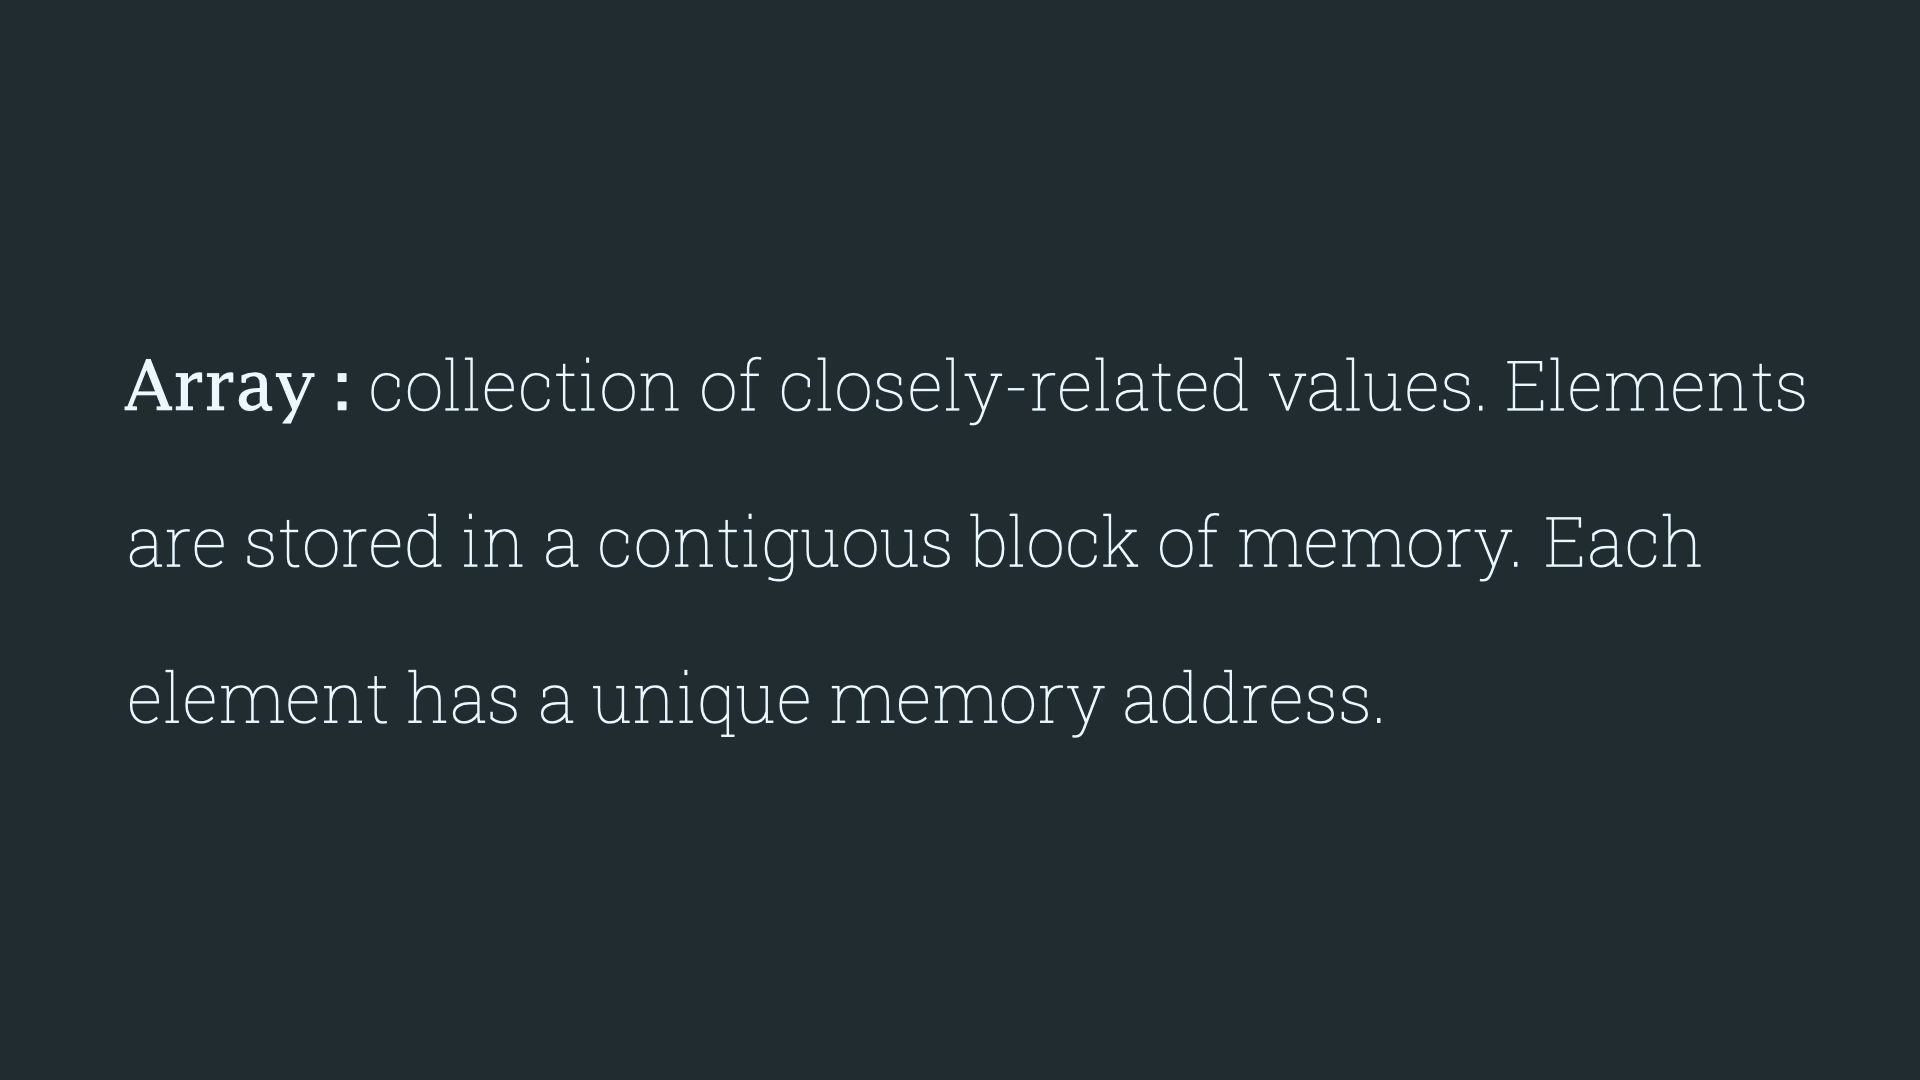 Array : collection of closely-related values. Elements
are stored in a contiguous block of memory. Each
element has a unique memory address.